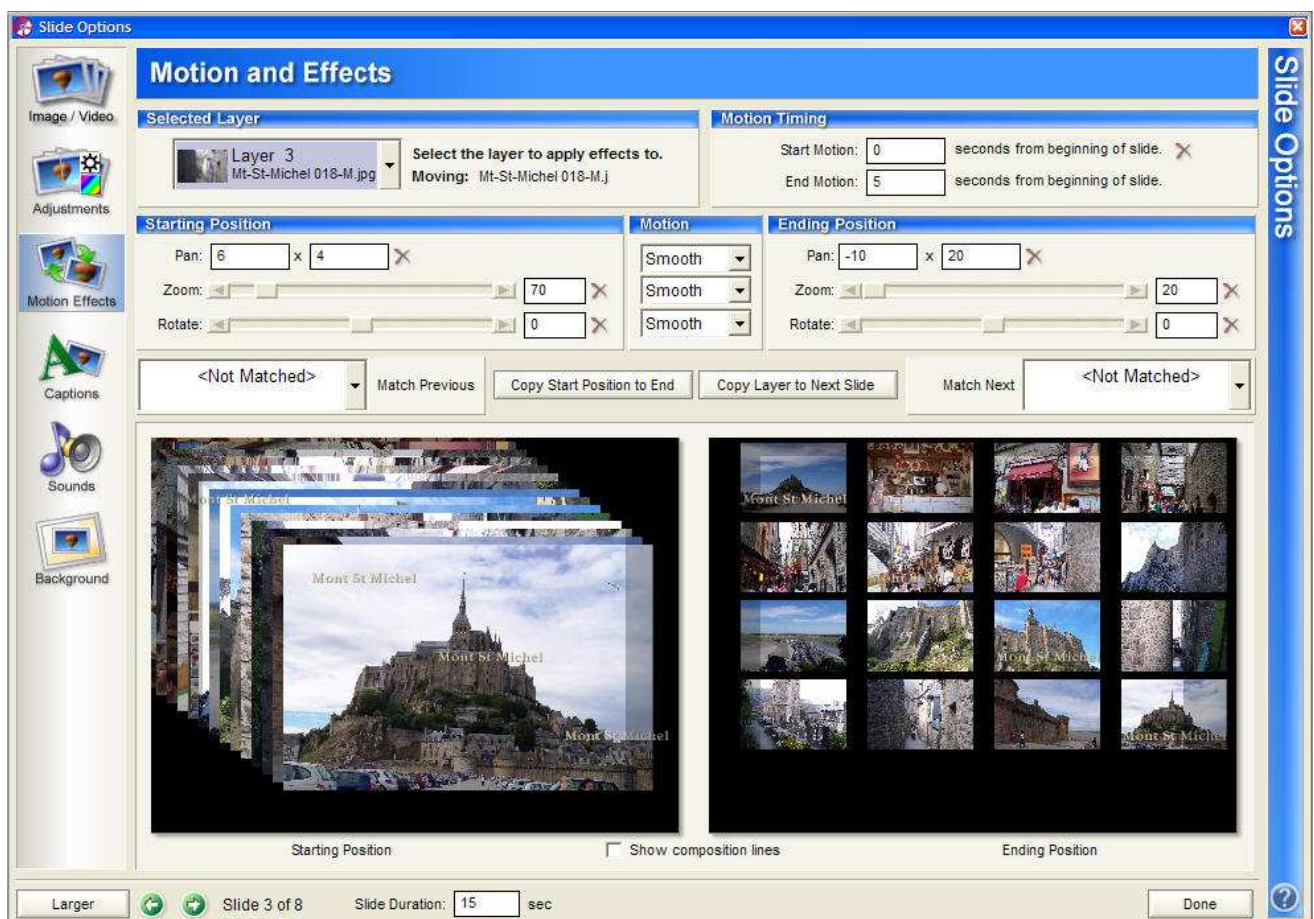 Slide Options
Image / Video
Adjustments
Motion Effects
Captions
Sounds
Background
Motion and Effects
Selected Layer
Layer 3
Mt-St-Michel 018-M.jpg
Select the layer to apply effects to.
Moving: Mt-St-Michel 018-M.j
Motion Timing
Start Motion: 0 seconds from beginning of slide.
End Motion: 5 seconds from beginning of slide.
Starting Position
Pan: 6 x 4
Zoom: 70
Rotate: 0
Motion
Smooth
Smooth
Smooth
Ending Position
Pan: -10 x 20
Zoom: 20
Rotate: 0
<Not Matched>
Match Previous
Copy Start Position to End
Copy Layer to Next Slide
Match Next
<Not Matched>
Mont St Michel
Mont St Michel
Mont St Michel
Mont St Michel
Mont St Michel
Mont St Michel
Starting Position
Show composition lines
Ending Position
Larger
Slide 3 of 8
Slide Duration: 15 sec
Done
Slide Options